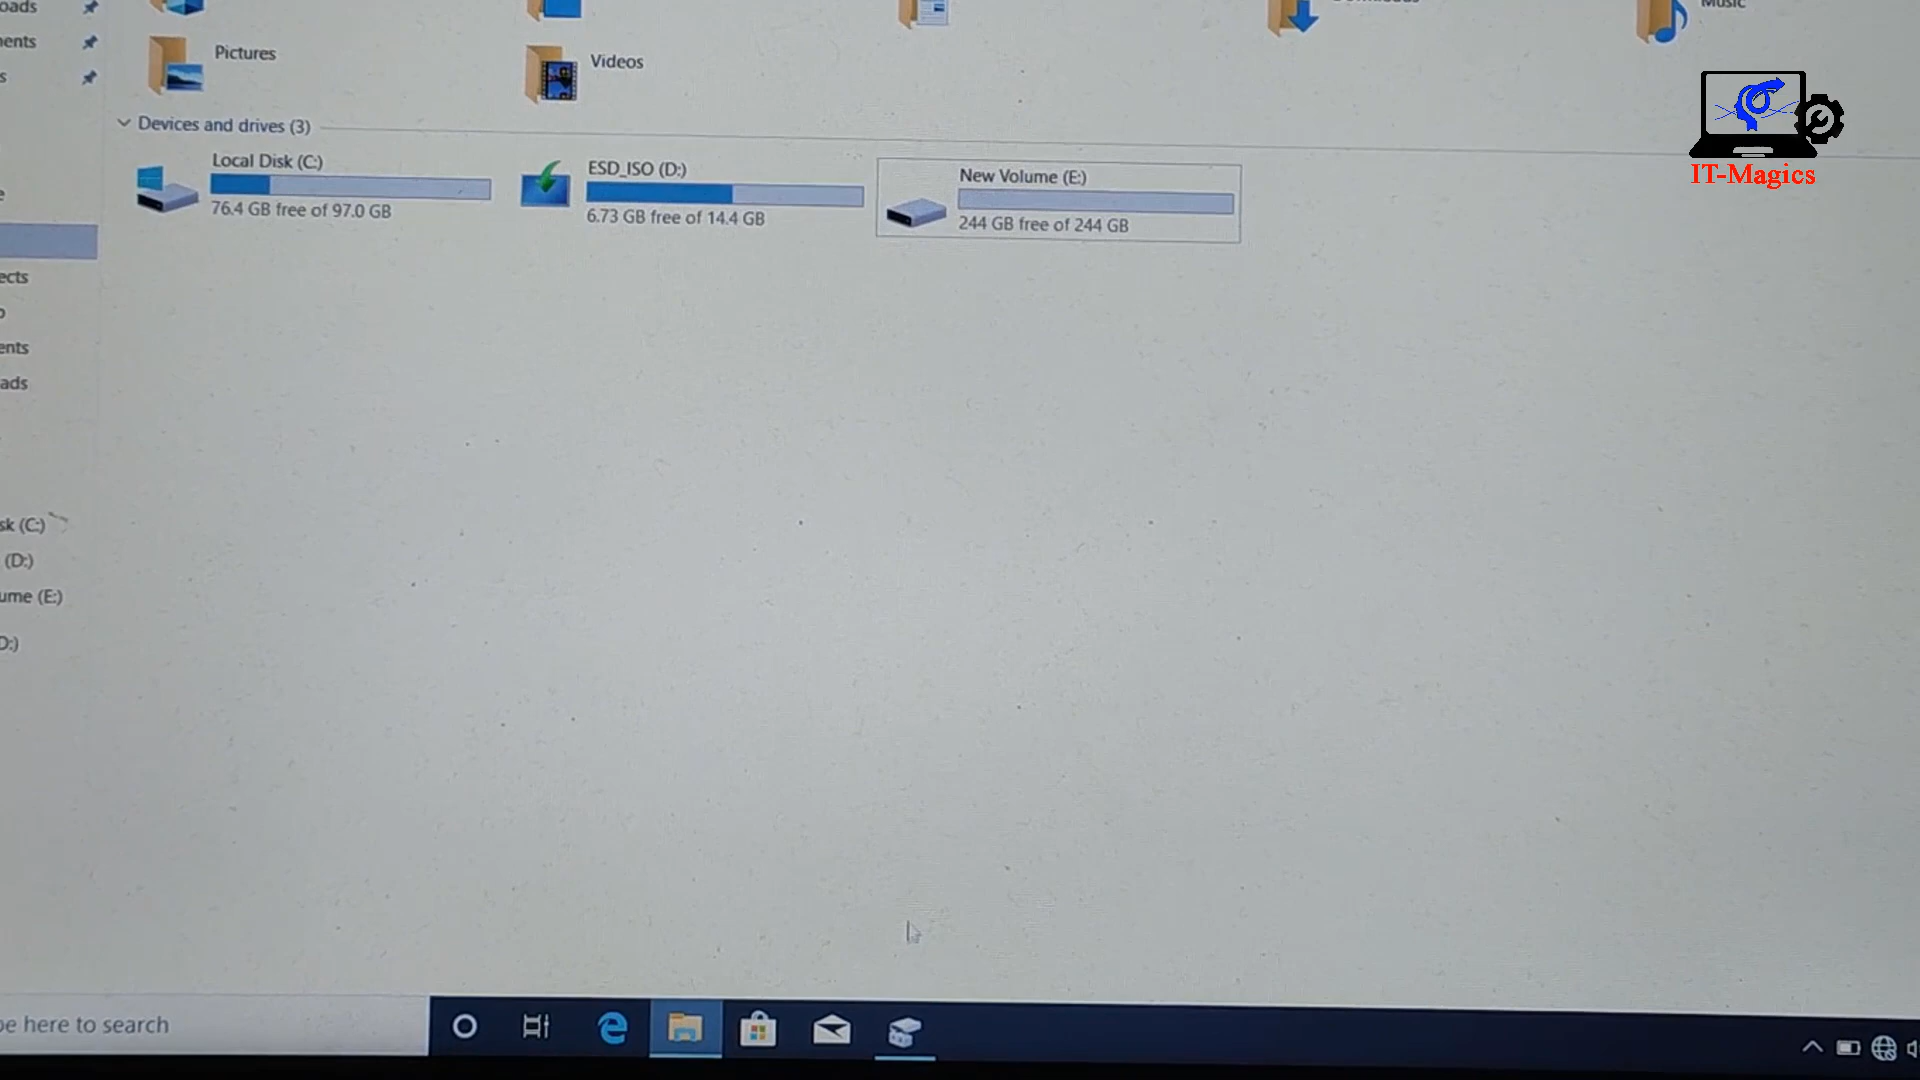 oads
Music
ents
Pictures
Videos
s
Devices and drives (3)
Local Disk (C:)
ESD_ISO (D:)
New Volume (E:)
76.4 GB free of 97.0 GB
6.73 GB free of 14.4 GB
244 GB free of 244 GB
IT-Magics
e
ects
ents
ads
sk (C:)
(D:)
ume (E:)
D:)
pe here to search